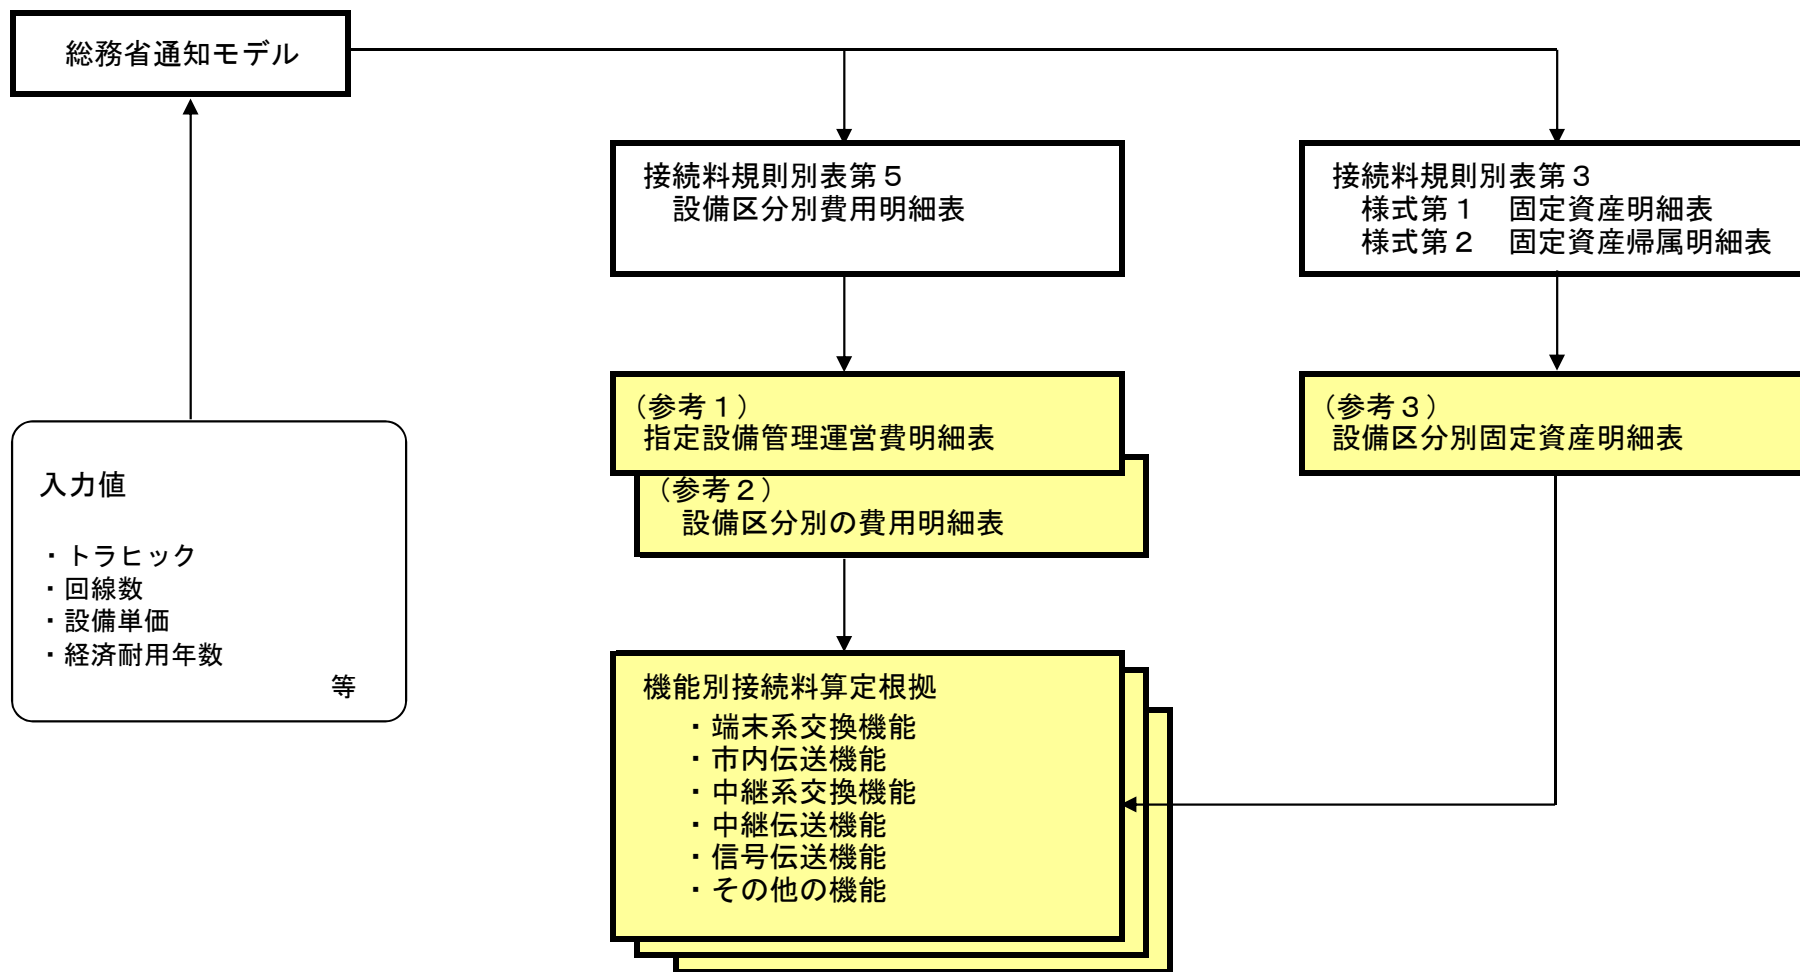 総務省通知モデル
接続料規則別表第５
設備区分別費用明細表
接続料規則別表第３
様式第１　固定資産明細表
様式第２　固定資産帰属明細表
（参考１）
指定設備管理運営費明細表
（参考２）
設備区分別の費用明細表
（参考３）
設備区分別固定資産明細表
入力値
・トラヒック
・回線数
・設備単価
・経済耐用年数
等
機能別接続料算定根拠
・端末系交換機能
・市内伝送機能
・中継系交換機能
・中継伝送機能
・信号伝送機能
・その他の機能